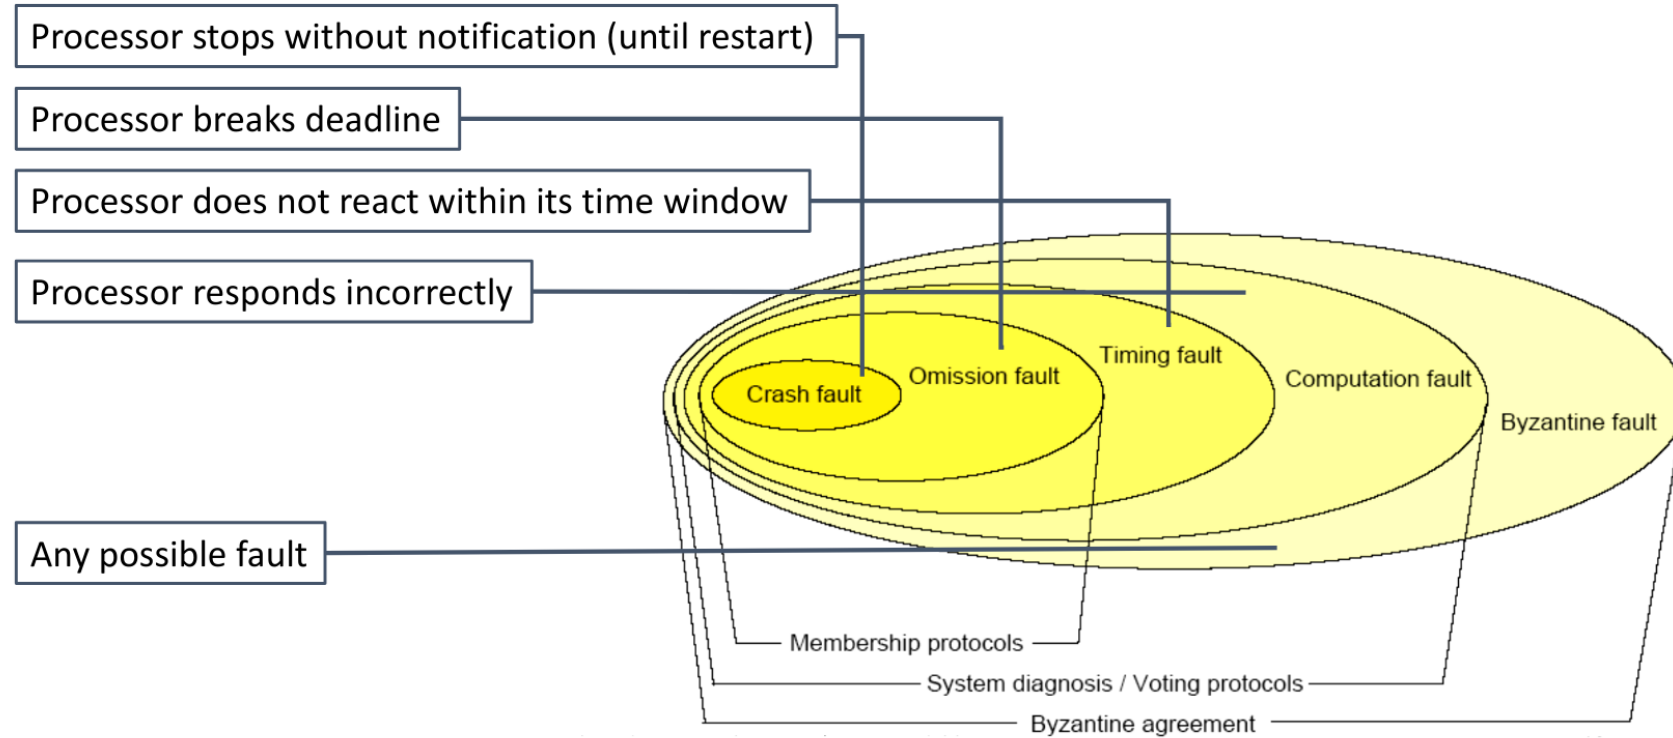 Processor stops without notification (until restart)
Processor breaks deadline
Processor does not react within its time window
Processor responds incorrectly
Timing fault
Omission fault
Computation fault
Crash fault
Byzantine fault
Any possible fault
Membership protocols
System diagnosis / Voting protocols
Byzantine agreement